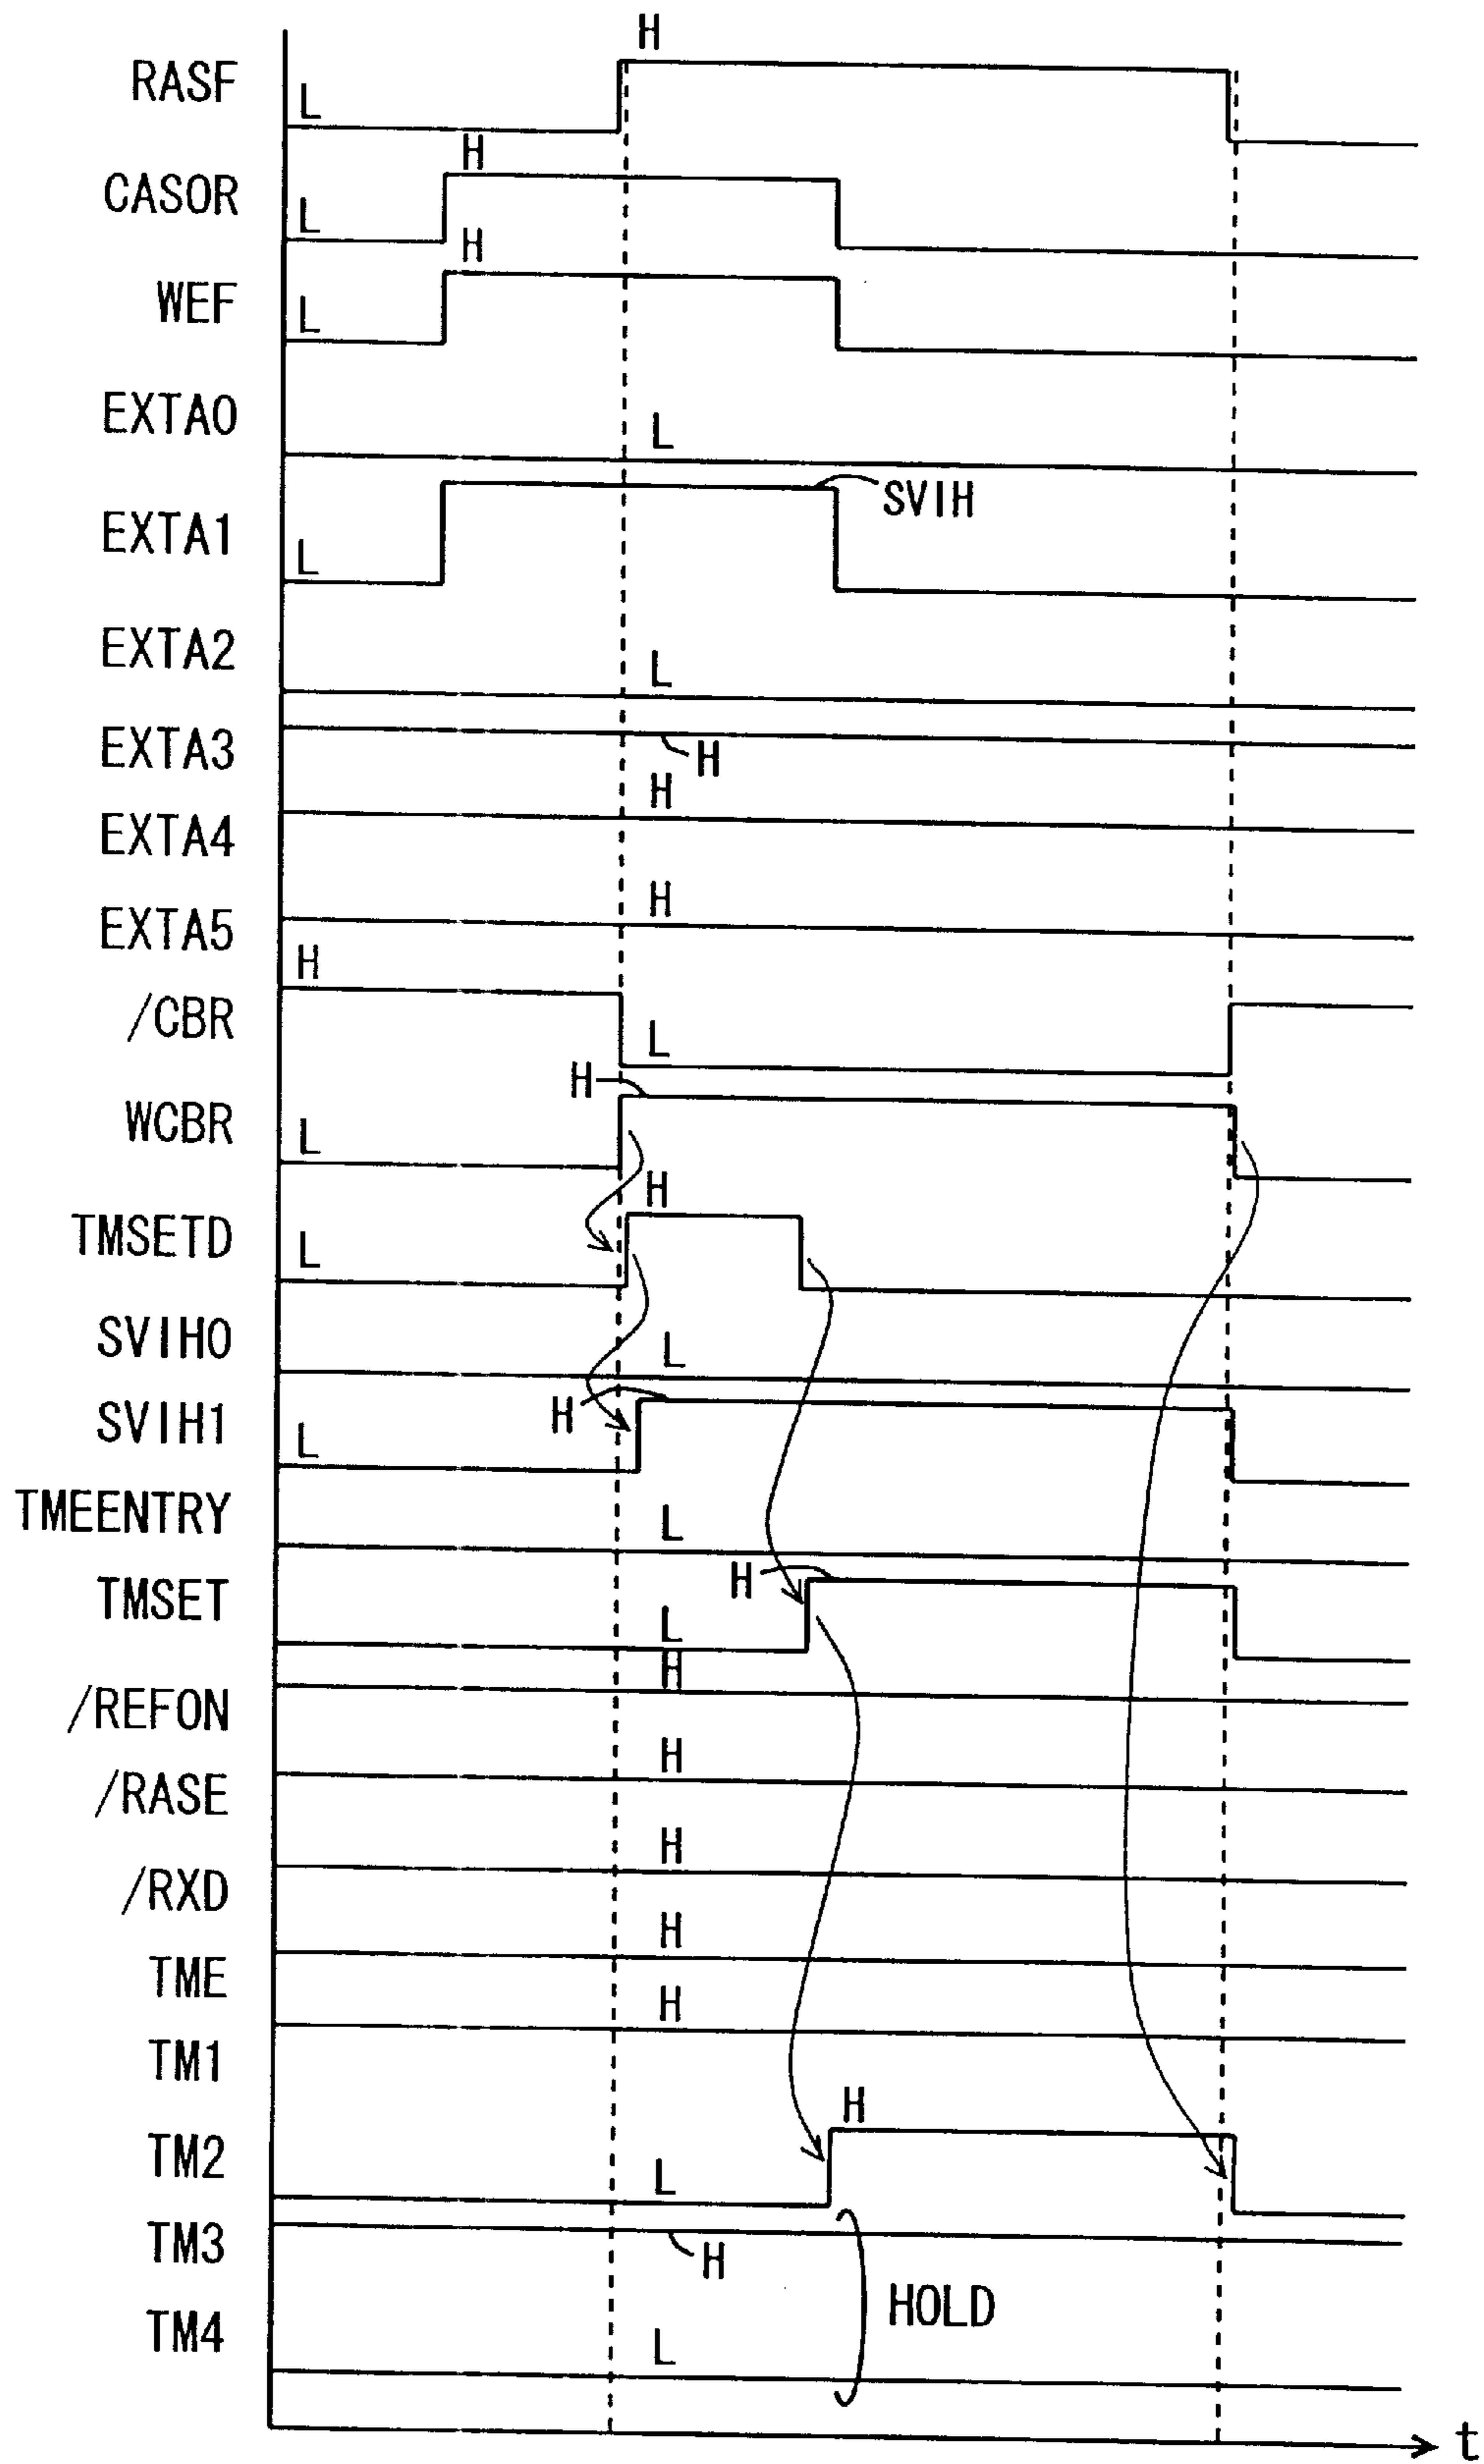 H
RASF
L
H
CASOR
L
H
WEF
L
EXTA0
L
SVIH
EXTA1
L
EXTA2
L
EXTA3
H
H
EXTA4
H
EXTA5
H
/CBR
L
H
WCBR
L
H
TMSETD
L
SVIH0
L
H
SVIH1
L
TMEENTRY
L
H
TMSET
L
H
/REFON
H
/RASE
H
/RXD
H
TME
H
TM1
H
TM2
L
TM3
H
HOLD
TM4
L
t